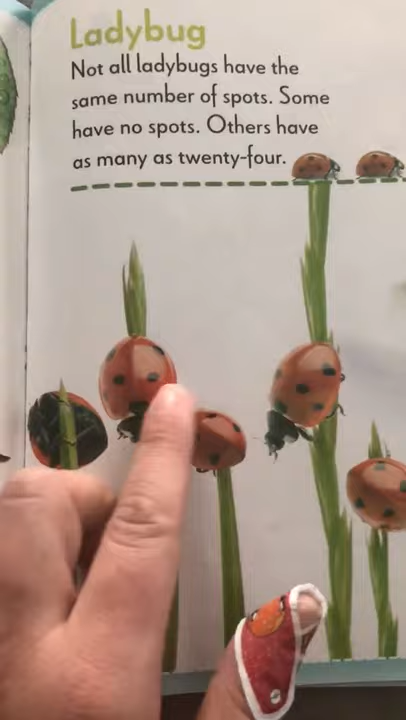 Ladybug
Not all ladybugs have the
same number of spots. Some
have no spots. Others have
as many as twenty-four.